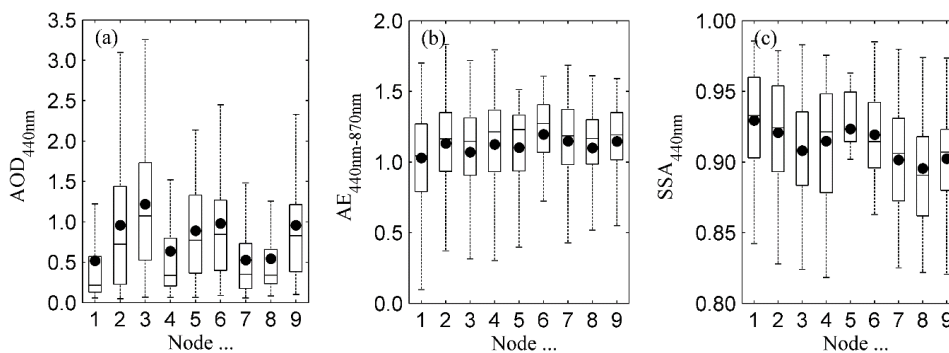 (a)
AOD440nm
3.5
3.0
2.5
2.0
1.5
1.0
0.5
0.0
1 2 3 4 5 6 7 8 9
Node ...
(b)
AE440nm-870nm
2.0
1.5
1.0
0.5
0.0
1 2 3 4 5 6 7 8 9
Node ...
(c)
SSA440nm
1.00
0.95
0.90
0.85
0.80
1 2 3 4 5 6 7 8 9
Node ...